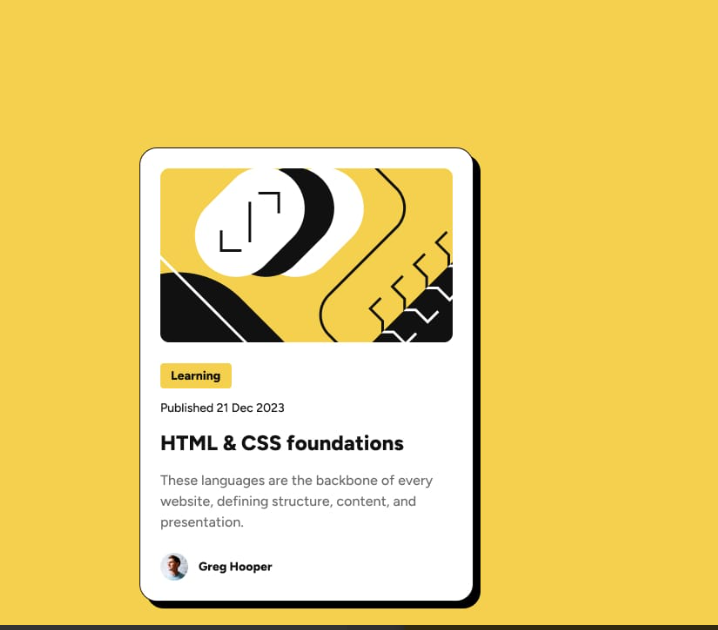 Learning
Published 21 Dec 2023
HTML & CSS foundations
These languages are the backbone of every
website, defining structure, content, and
presentation.
Greg Hooper